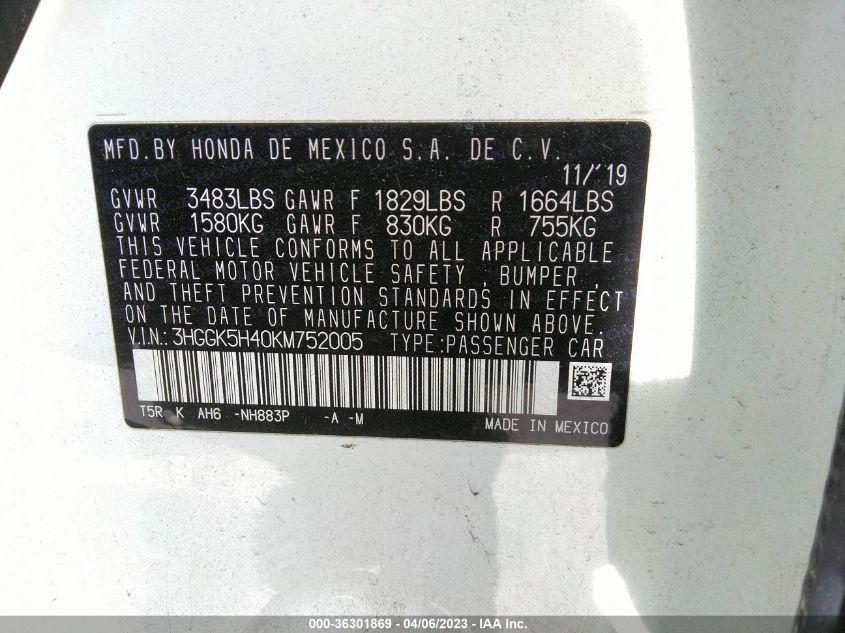 MFD.BY HONDA DE MEXICO S.A. DE C.V.
11/'19
GVWR 3483LBS GAWR F 1829LBS R 1664LBS
GVWR 1580KG GAWR F 830KG R 755KG
THIS VEHICLE CONFORMS TO ALL APPLICABLE
FEDERAL MOTOR VEHICLE SAFETY , BUMPER ,
AND THEFT PREVENTION STANDARDS IN EFFECT
ON THE DATE OF MANUFACTURE SHOWN ABOVE.
V.I.N.: 3HGGK5H40KM752005 TYPE:PASSENGER CAR
T5R K AH6 -NH883P -A -M
MADE IN MEXICO
000-36301869 - 04/06/2023 - IAA Inc.